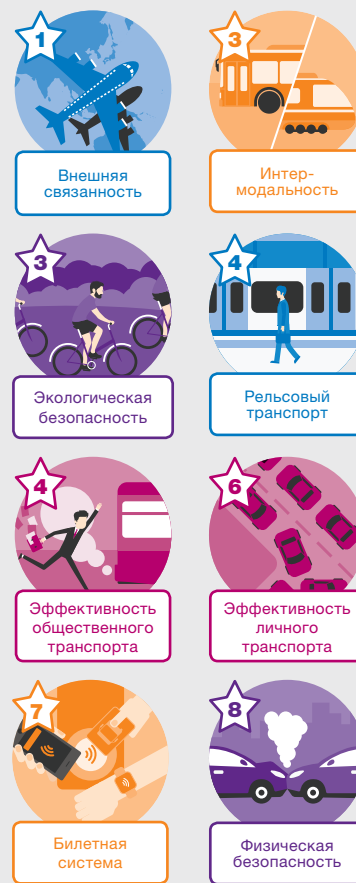 1
Внешняя
связанность
3
Интер-
модальность
3
Экологическая
безопасность
4
Рельсовый
транспорт
4
Эффективность
общественного
транспорта
6
Эффективность
личного
транспорта
7
Билетная
система
8
Физическая
безопасность